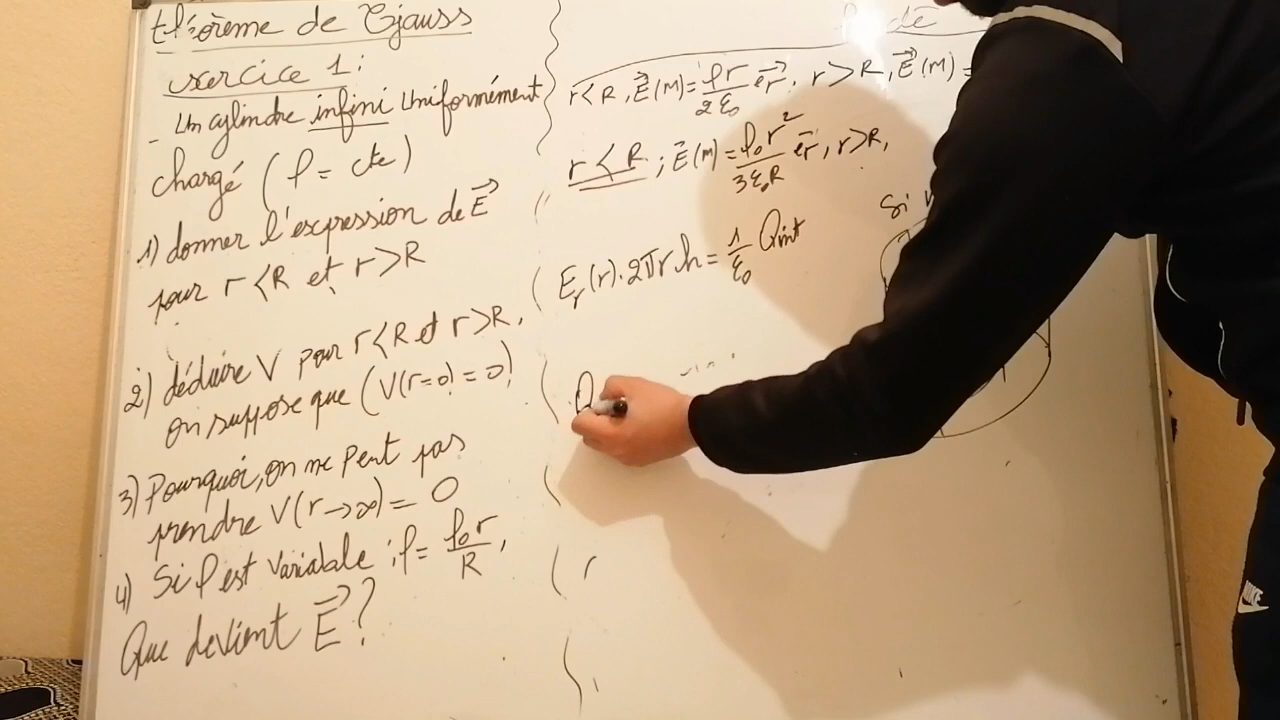 théorème de Gauss
exercice 1:
- Un cylindre infini Uniformément
chargé (ρ = cte)
1) donner l'expression de E⃗
pour r<R et r>R
2) déduire V pour r<R et r>R,
on suppose que (V(r=0)=0)
3) Pourquoi, on ne peut pas
prendre V(r→∞) = 0
4) Si ρ est variable ; ρ = ρ₀r/R,
Que devient E⃗?
r<R, E⃗(M) = ρr/2ε₀ e⃗r, r>R, E⃗(M) =
r<R ; E⃗(M) = ρ₀r²/3ε₀R e⃗r, r>R,
Si
Er(r).2πr.h = 1/ε₀ Qint
Q